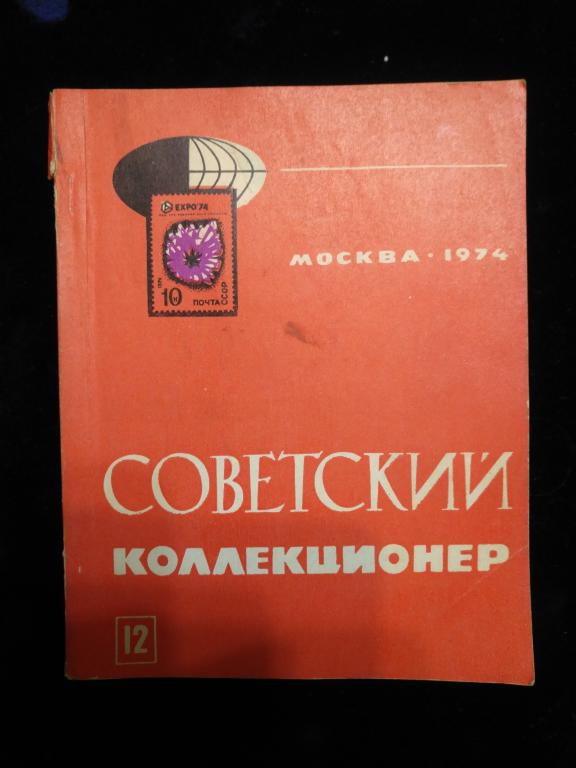 EXPO'74
10 К
ПОЧТА
СССР
МОСКВА · 1974
СОВЕТСКИЙ
КОЛЛЕКЦИОНЕР
12